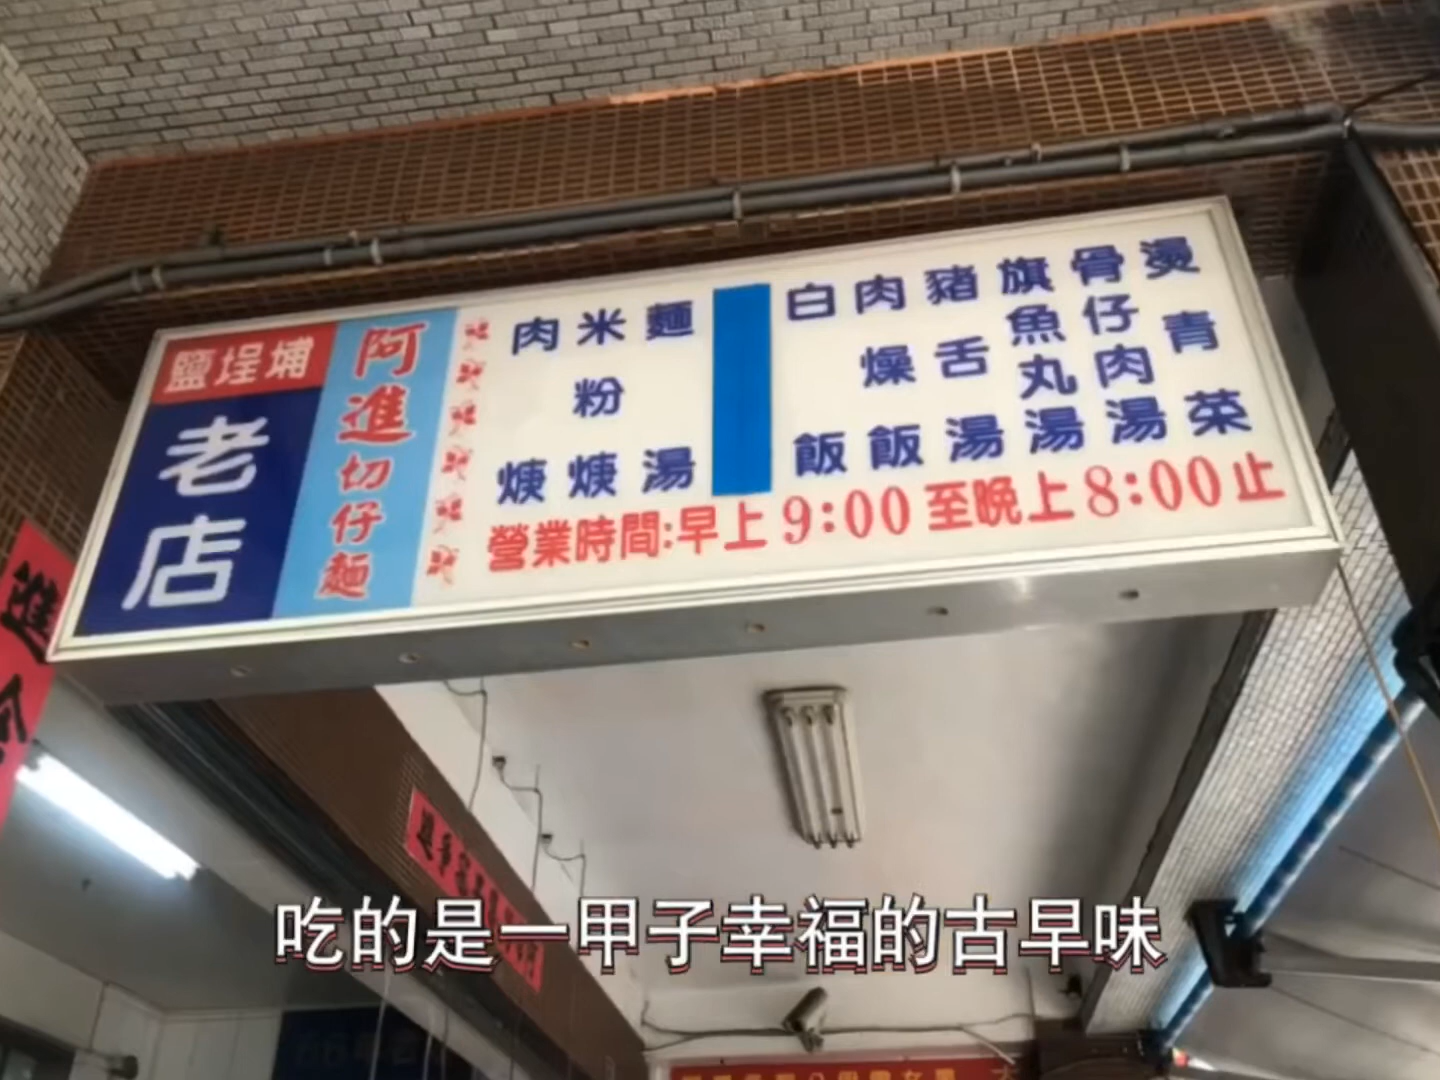 鹽埕埔
老店
阿進切仔麵
麵湯
米粉焿
肉焿
燙青菜
骨仔肉湯
旗魚丸湯
豬舌湯
肉燥飯
白飯
營業時間:早上9:00至晚上8:00止
進
吃的是一甲子幸福的古早味